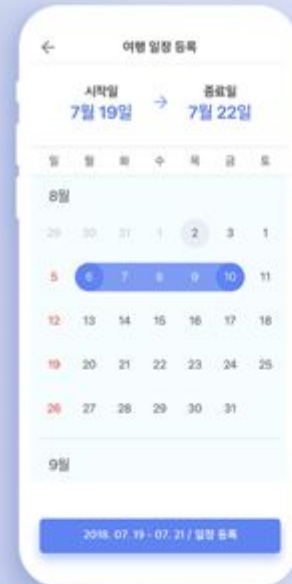 여행 일정 등록
시작일 → 종료일
7월 19일 7월 22일
일 월 화 수 목 금 토
8월
29 30 31 1 2 3 1
5 6 7 8 9 10 11
12 13 14 15 16 17 18
19 20 21 22 23 24 25
26 27 28 29 30 31
9월
2018. 07. 19 - 07. 21 / 일정 등록